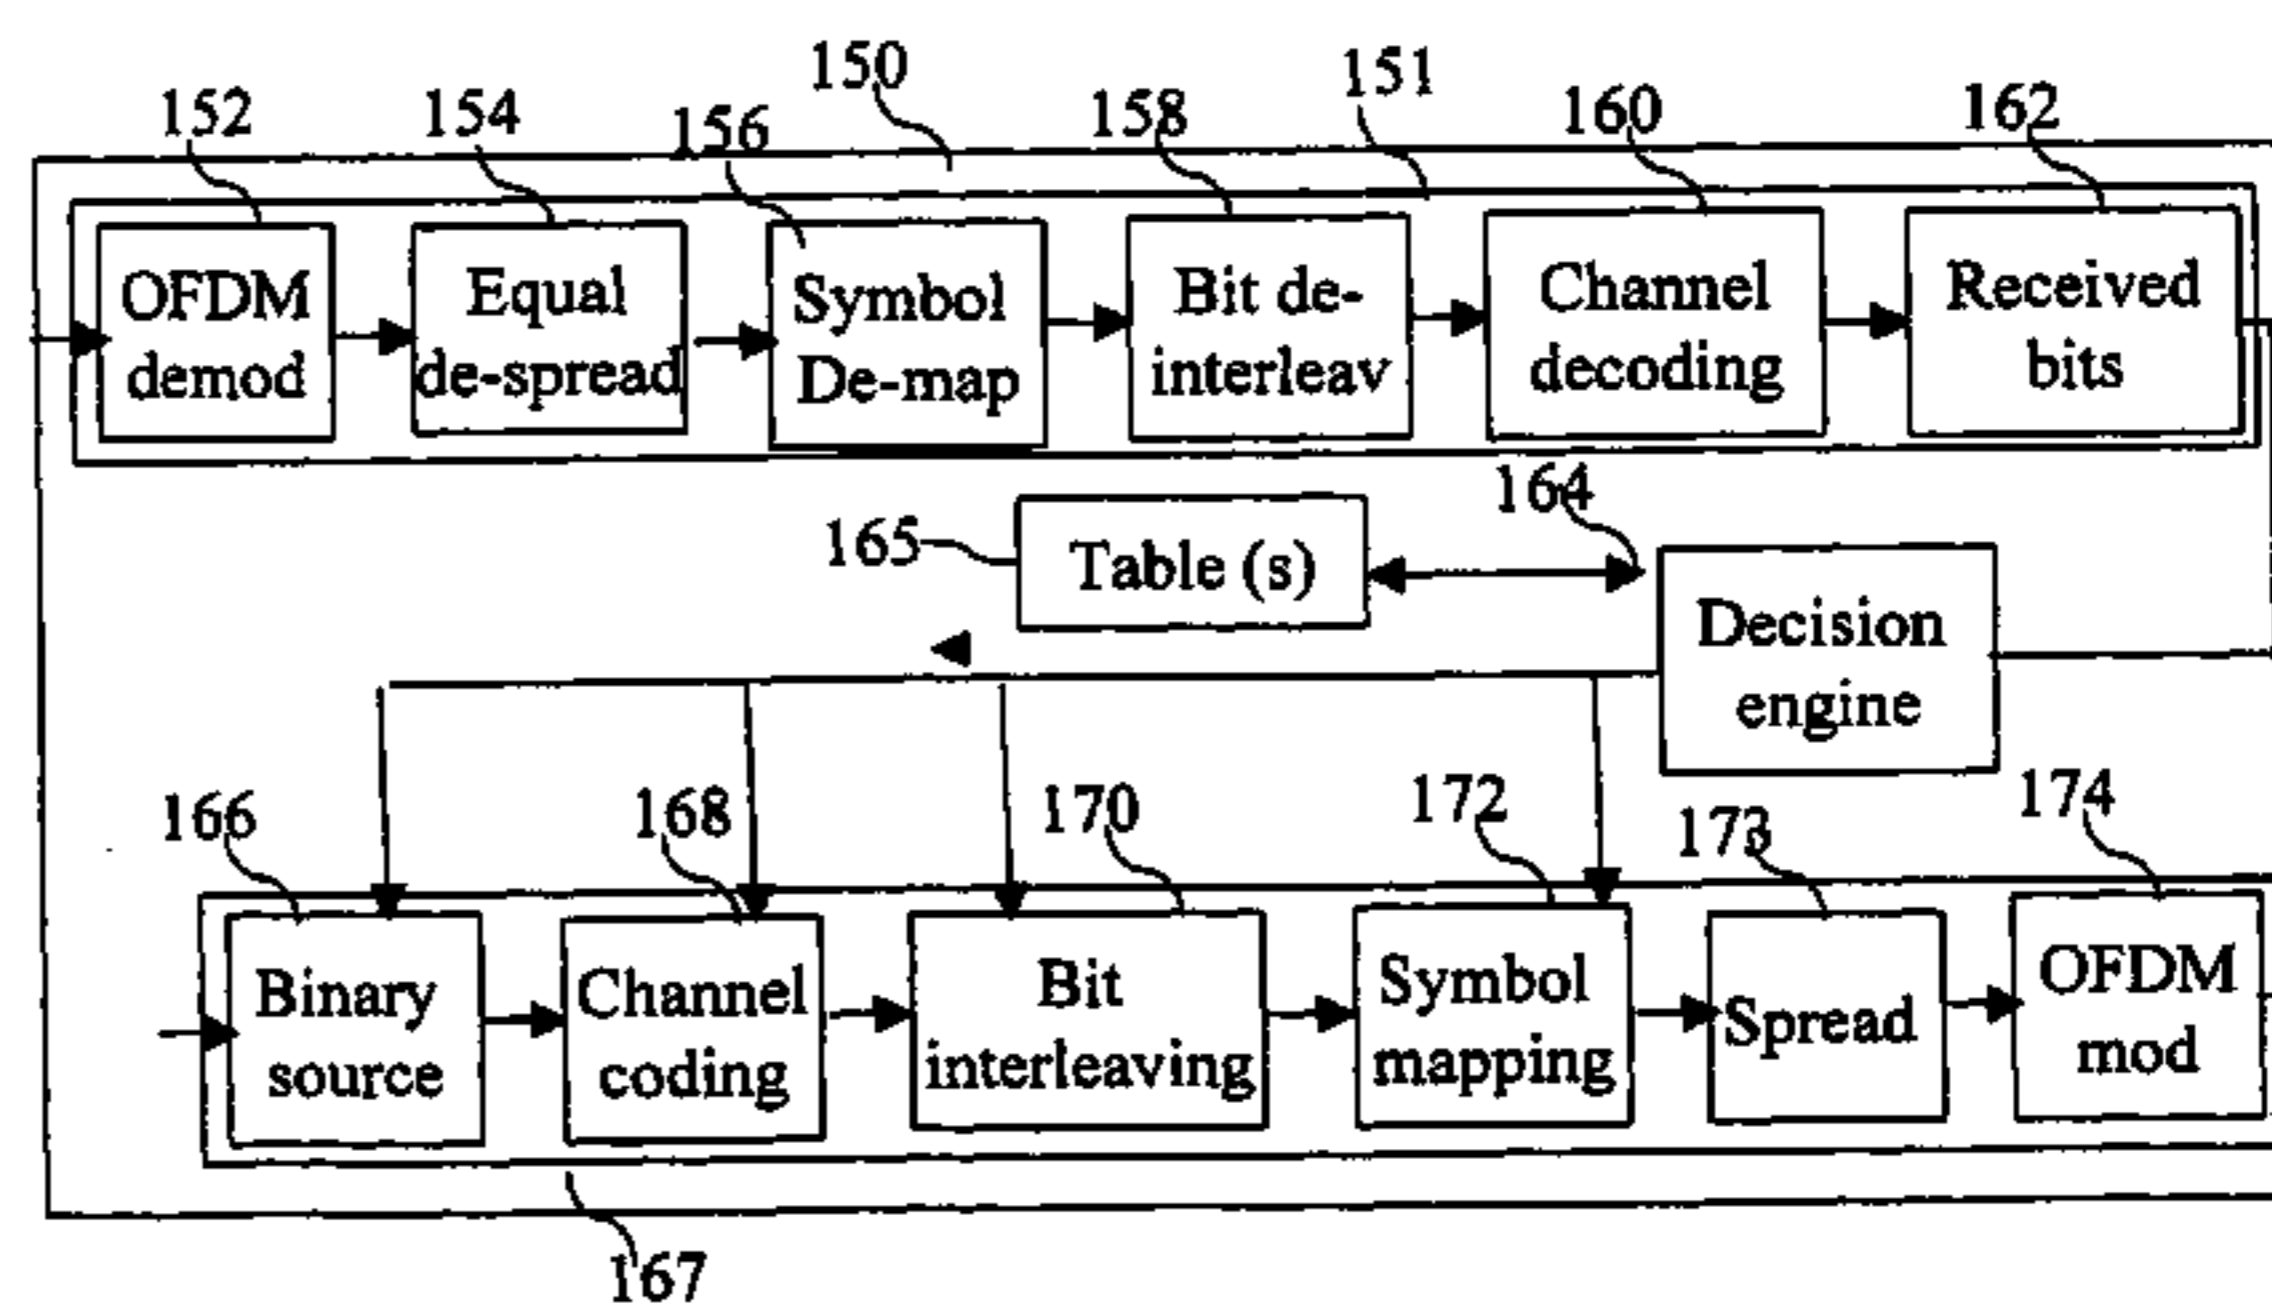 150
151
152
154
156
158
160
162
OFDM
demod
Equal
de-spread
Symbol
De-map
Bit de-
interleav
Channel
decoding
Received
bits
164
165
Table (s)
Decision
engine
166
168
170
172
173
174
Binary
source
Channel
coding
Bit
interleaving
Symbol
mapping
Spread
OFDM
mod
167